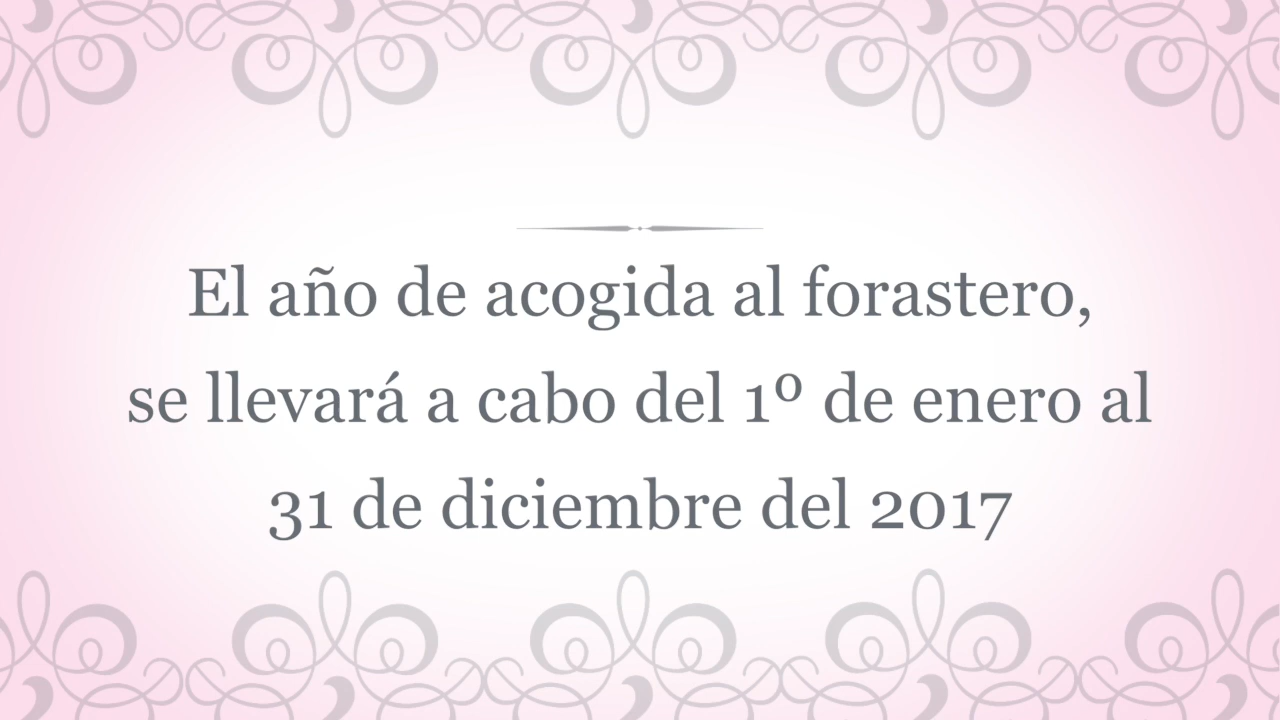 El año de acogida al forastero,
se llevará a cabo del 1º de enero al
31 de diciembre del 2017